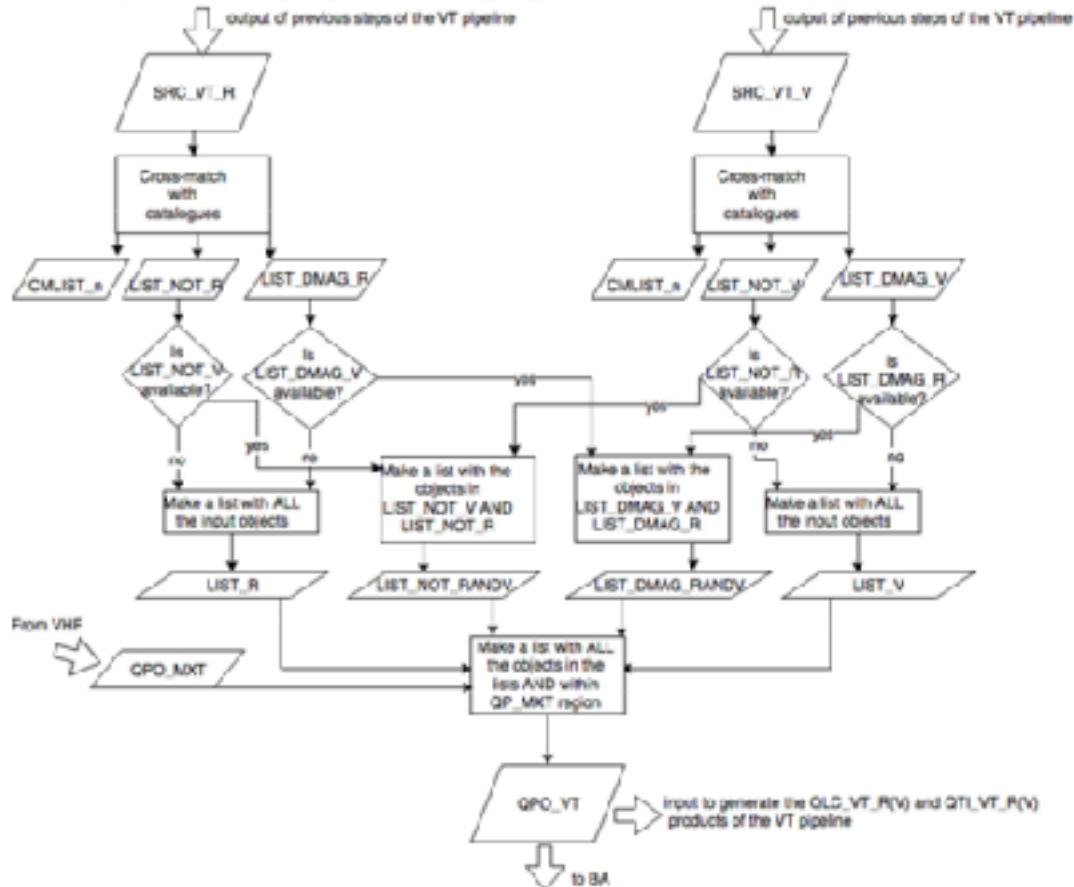 output of previous steps of the VT pipeline
output of previous steps of the VT pipeline
SRC_VT_R
SRC_VT_V
Cross-match
with
catalogues
Cross-match
with
catalogues
CMLIST_n
LIST_NOT_R
LIST_DMAG_R
CMLIST_n
LIST_NOT_V
LIST_DMAG_V
Is
LIST_NOT_V
available?
Is
LIST_DMAG_V
available?
Is
LIST_NOT_R
available?
Is
LIST_DMAG_R
available?
yes
yes
yes
yes
no
no
no
no
Make a list with ALL
the input objects
Make a list with the
objects in
LIST_NOT_V AND
LIST_NOT_R
Make a list with the
objects in
LIST_DMAG_V AND
LIST_DMAG_R
Make a list with ALL
the input objects
LIST_R
LIST_NOT_RANDV
LIST_DMAG_RANDV
LIST_V
From VHF
QPO_MXT
Make a list with ALL
the objects in the
lists AND within
QP_MXT region
QPO_VT
input to generate the QLC_VT_R(V) and QTI_VT_R(V)
products of the VT pipeline
to BA